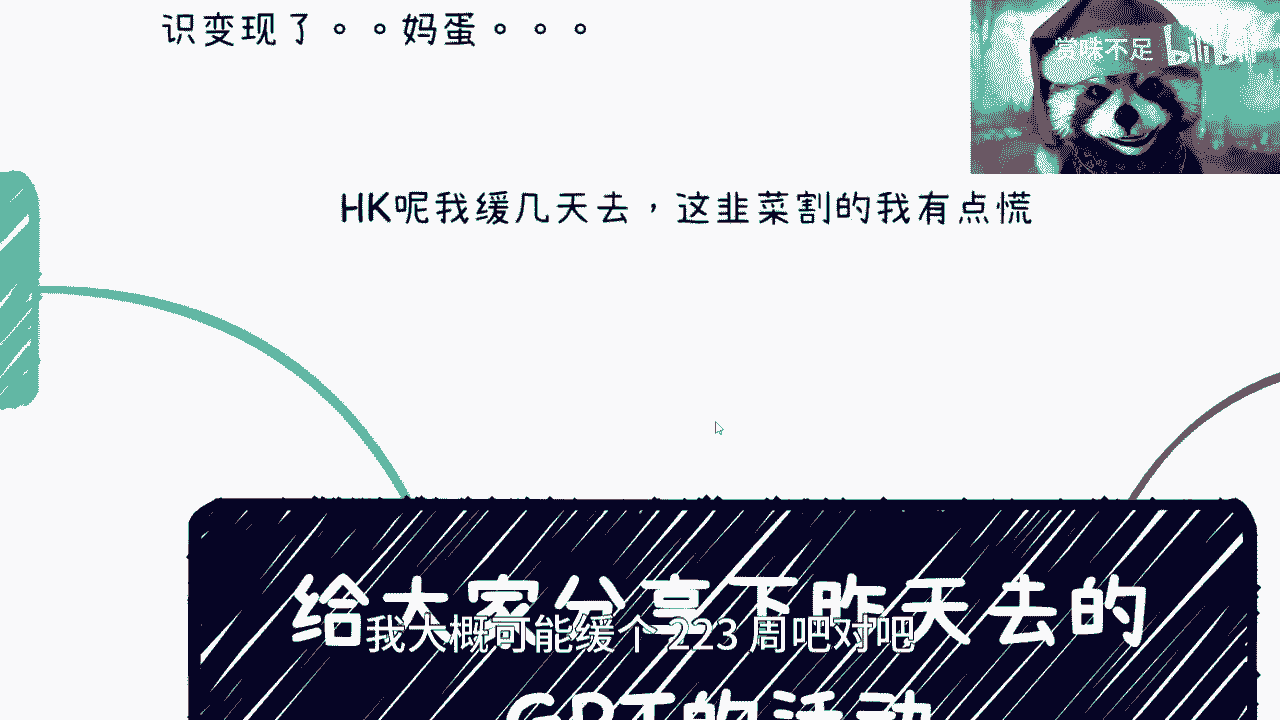 识变现了。。妈蛋。。。
赏味不足 bilibili
HK呢我缓几天去，这韭菜割的我有点慌
给大家分享下昨天去的
我大概可能缓个 223 周吧对吧
GPT的活动